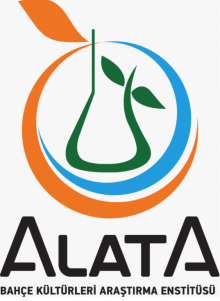 ALATA
BAHÇE KÜLTÜRLERİ ARAŞTIRMA ENSTİTÜSÜ